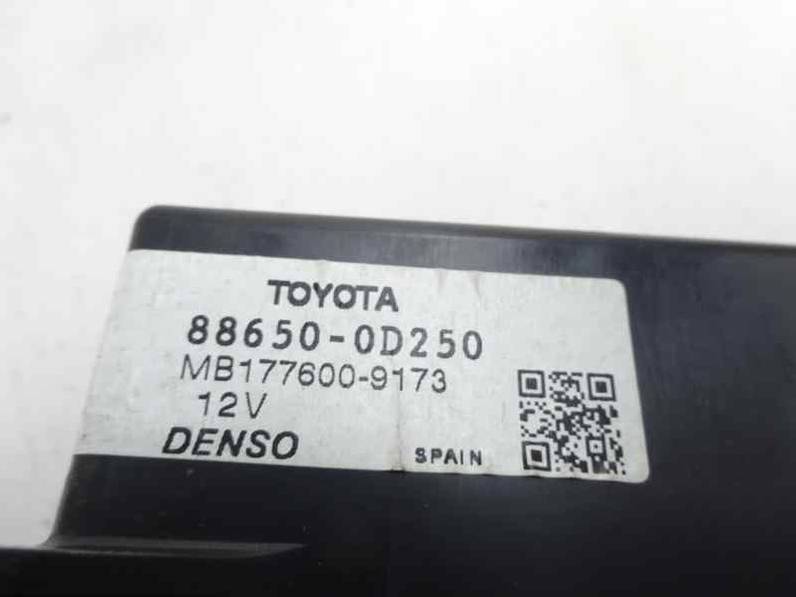 TOYOTA
88650-0D250
MB177600-9173
12V
DENSO
SPAIN